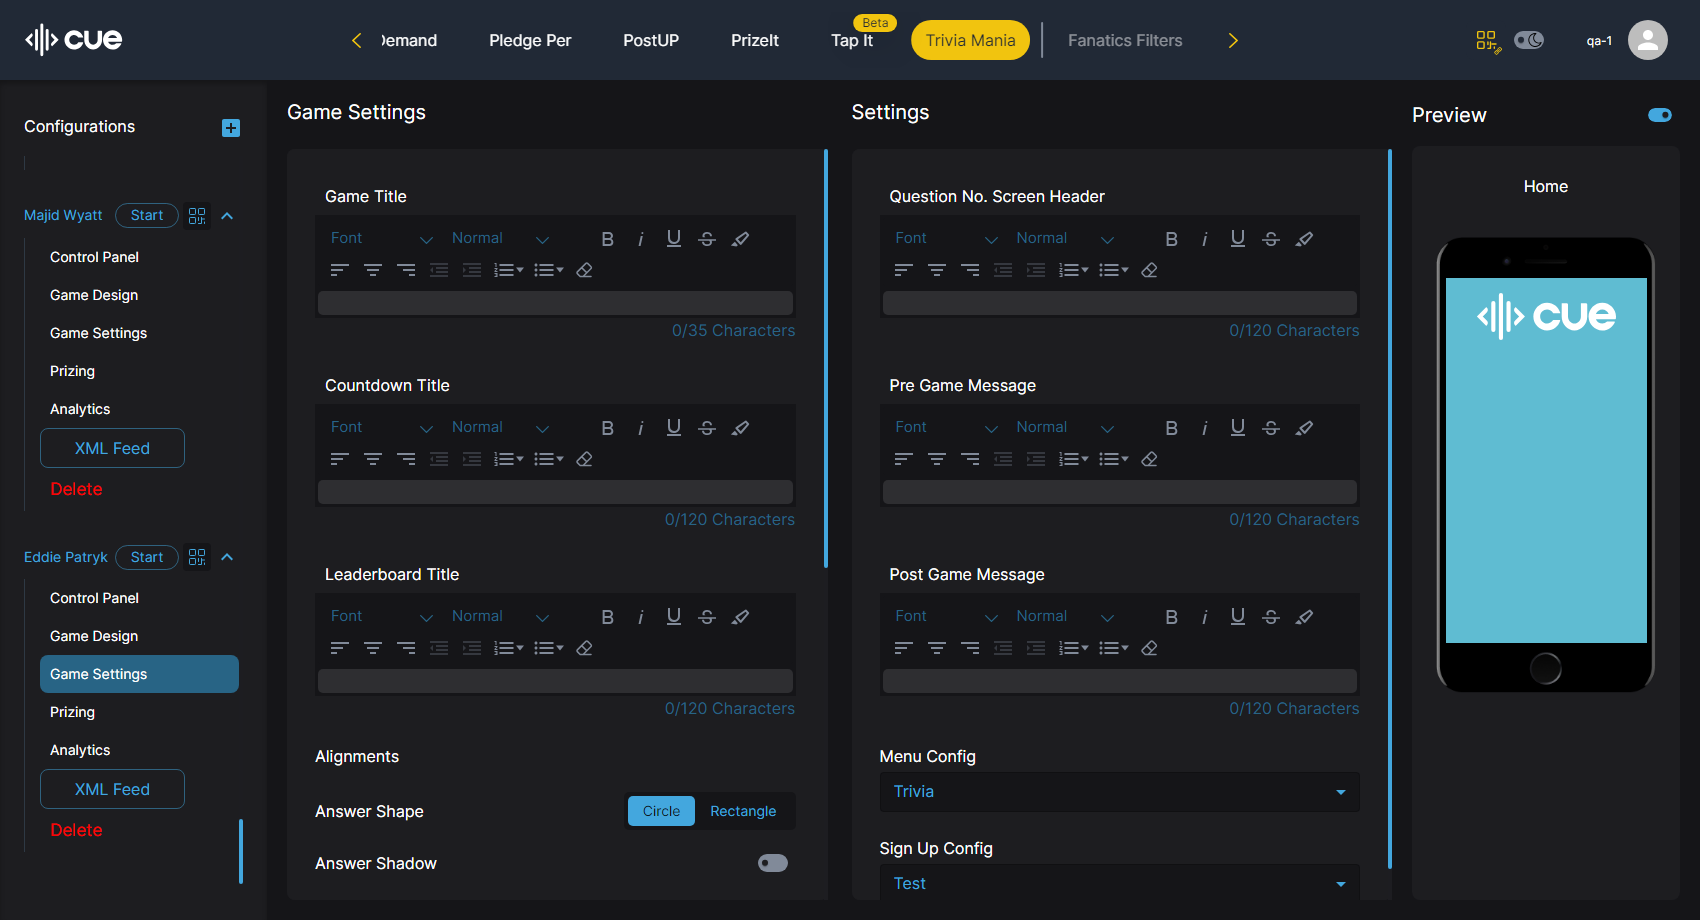 cue
Demand
Pledge Per
PostUP
PrizeIt
Tap It
Beta
Trivia Mania
Fanatics Filters
qa-1
Configurations
Majid Wyatt
Start
Control Panel
Game Design
Game Settings
Prizing
Analytics
XML Feed
Delete
Eddie Patryk
Start
Control Panel
Game Design
Game Settings
Prizing
Analytics
XML Feed
Delete
Game Settings
Game Title
Font
Normal
0/35 Characters
Countdown Title
Font
Normal
0/120 Characters
Leaderboard Title
Font
Normal
0/120 Characters
Alignments
Answer Shape
Circle
Rectangle
Answer Shadow
Settings
Question No. Screen Header
Font
Normal
0/120 Characters
Pre Game Message
Font
Normal
0/120 Characters
Post Game Message
Font
Normal
0/120 Characters
Menu Config
Trivia
Sign Up Config
Test
Preview
Home
cue